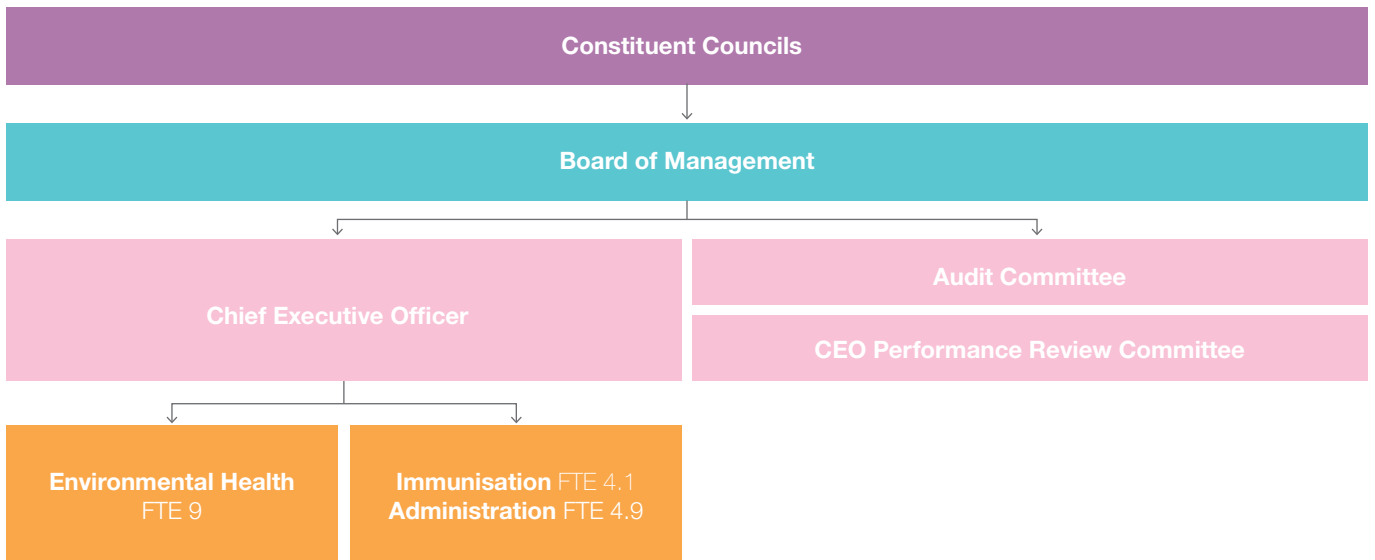 Constituent Councils
Board of Management
Chief Executive Officer
Audit Committee
CEO Performance Review Committee
Environmental Health
FTE 9
Immunisation FTE 4.1
Administration FTE 4.9